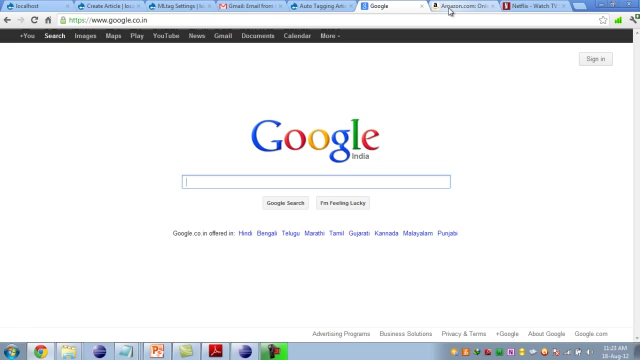 localhost
Create Article | loca
MLtag Settings | loca
Gmail: Email from
Auto Tagging Artic
Google
Amazon.com: Onli
Netflix - Watch TV
https://www.google.co.in
+You Search Images Maps Play YouTube News Gmail Documents Calendar More
Sign in
Google
India
Google Search
I'm Feeling Lucky
Google.co.in offered in: Hindi Bengali Telugu Marathi Tamil Gujarati Kannada Malayalam Punjabi
Advertising Programs Business Solutions Privacy & Terms +Google About Google Google.com
11:23 AM
18-Aug-12